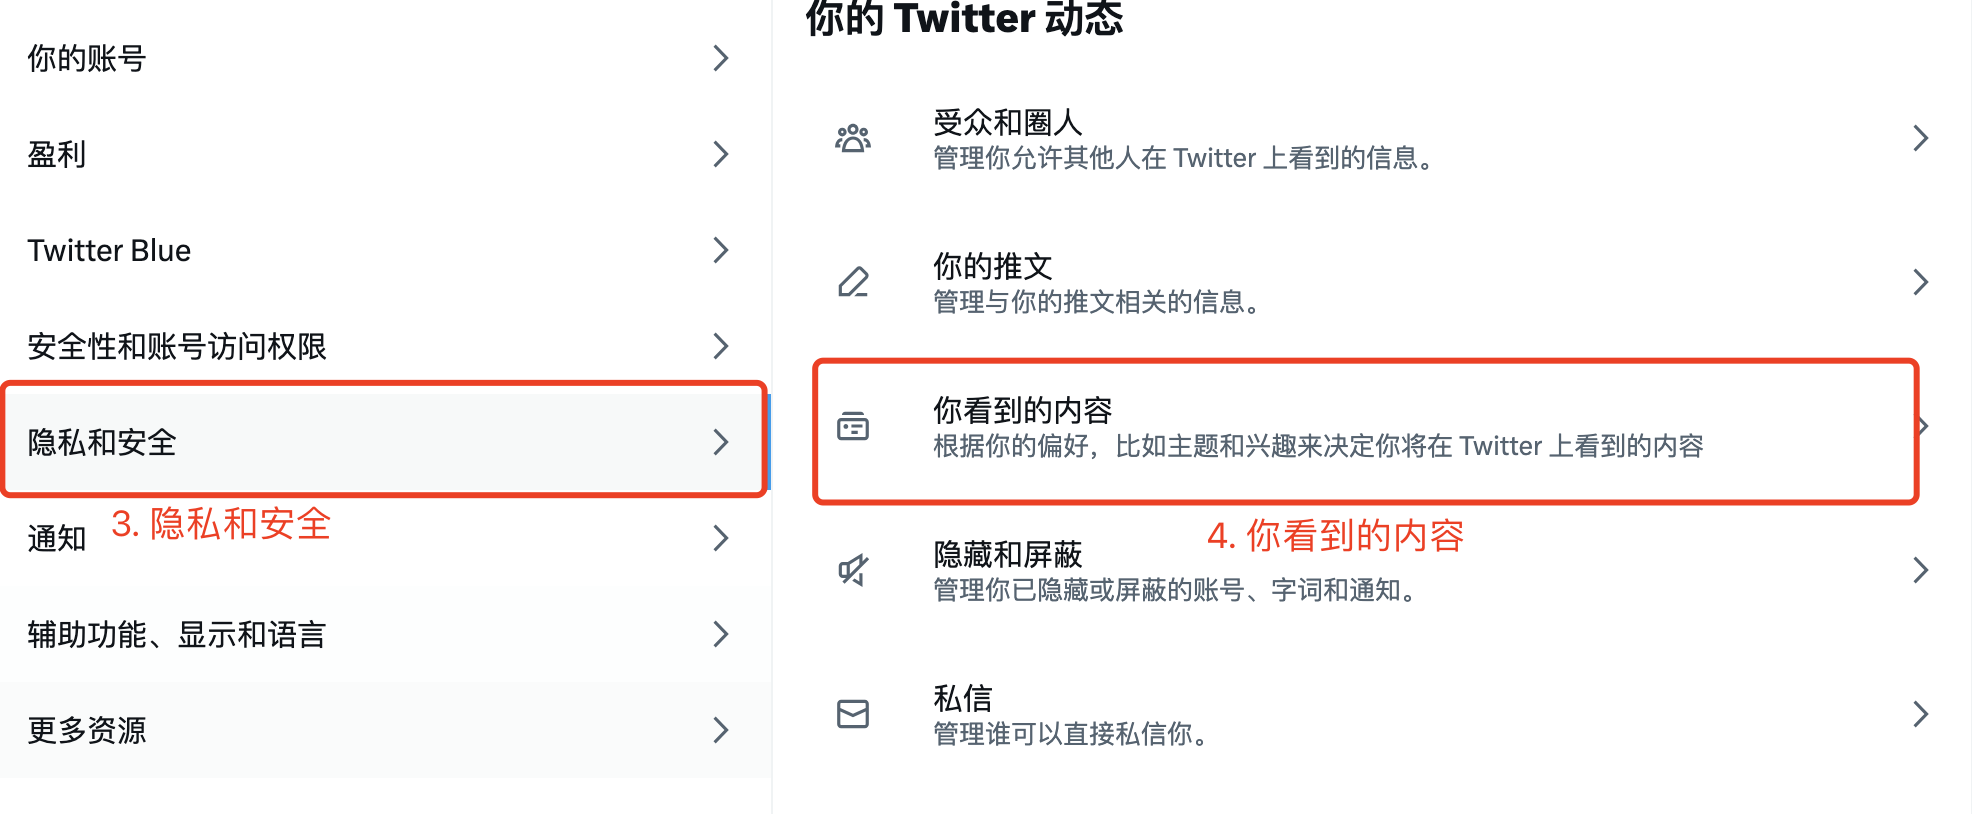 你的账号
盈利
Twitter Blue
安全性和账号访问权限
隐私和安全
3. 隐私和安全
通知
辅助功能、显示和语言
更多资源
你的 Twitter 动态
受众和圈人
管理你允许其他人在 Twitter 上看到的信息。
你的推文
管理与你的推文相关的信息。
你看到的内容
根据你的偏好，比如主题和兴趣来决定你将在 Twitter 上看到的内容
4. 你看到的内容
隐藏和屏蔽
管理你已隐藏或屏蔽的账号、字词和通知。
私信
管理谁可以直接私信你。